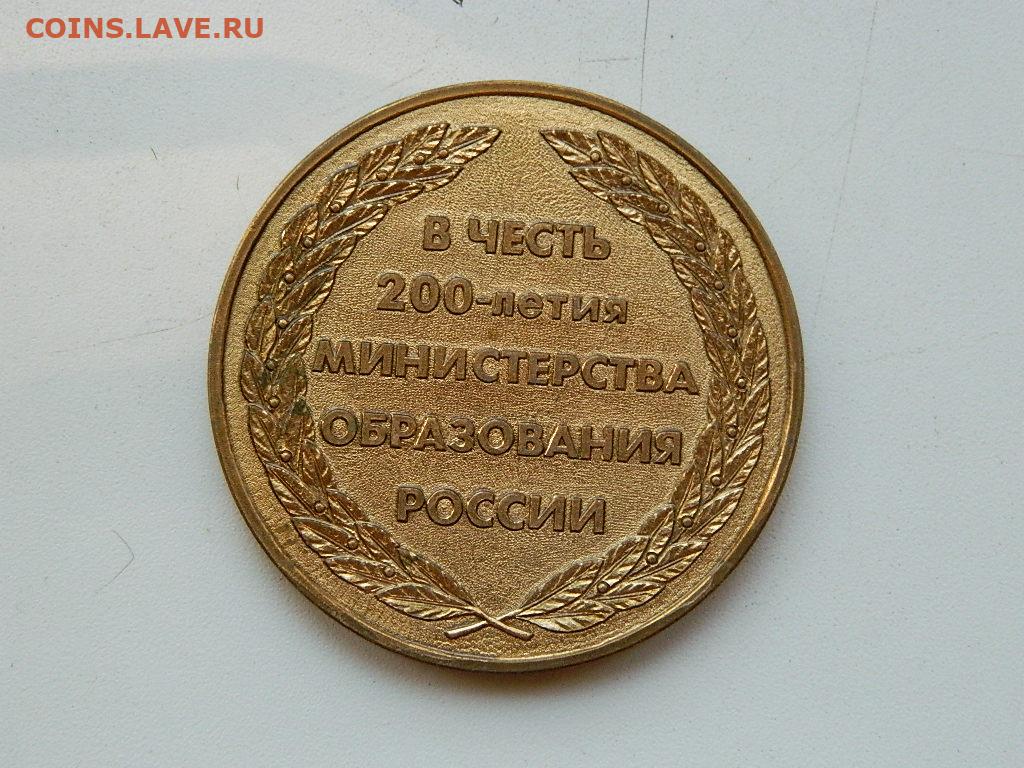 COINS.LAVE.RU
В ЧЕСТЬ
200-летия
МИНИСТЕРСТВА
ОБРАЗОВАНИЯ
РОССИИ